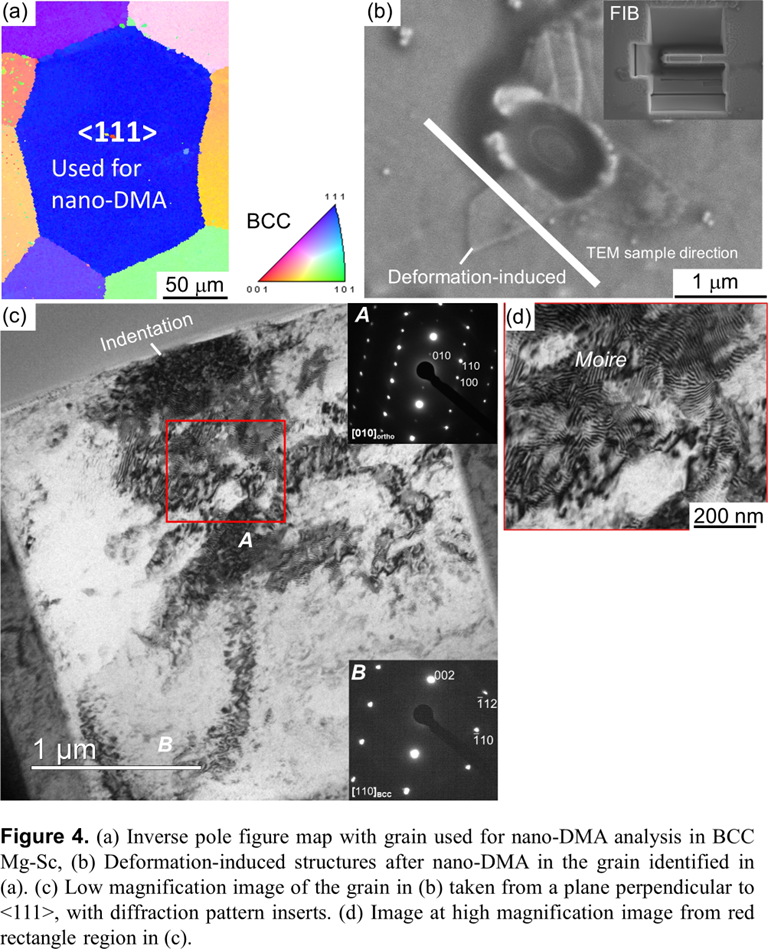 (a)
<111>
Used for
nano-DMA
50 μm
BCC
1 1 1
0 0 1
1 0 1
(b)
FIB
TEM sample direction
Deformation-induced
1 μm
(c)
Indentation
A
010
110
100
[010]ortho
A
B
1 μm
B
002
1̅12
1̅10
[110]BCC
(d)
Moire
200 nm
Figure 4. (a) Inverse pole figure map with grain used for nano-DMA analysis in BCC
Mg-Sc, (b) Deformation-induced structures after nano-DMA in the grain identified in
(a). (c) Low magnification image of the grain in (b) taken from a plane perpendicular to
<111>, with diffraction pattern inserts. (d) Image at high magnification image from red
rectangle region in (c).